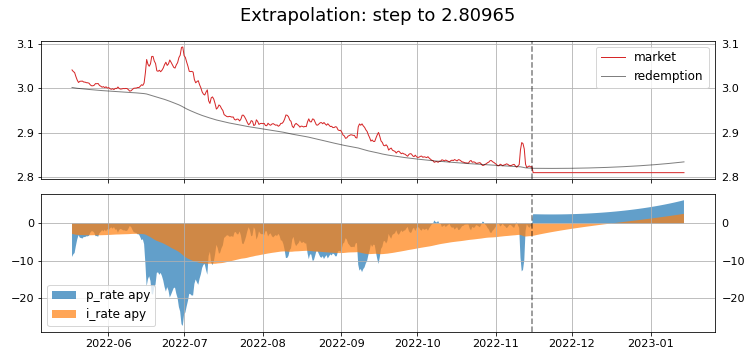 Extrapolation: step to 2.80965
3.1
3.0
2.9
2.8
3.1
3.0
2.9
2.8
market
redemption
0
−10
−20
0
−10
−20
p_rate apy
i_rate apy
2022-06 2022-07 2022-08 2022-09 2022-10 2022-11 2022-12 2023-01